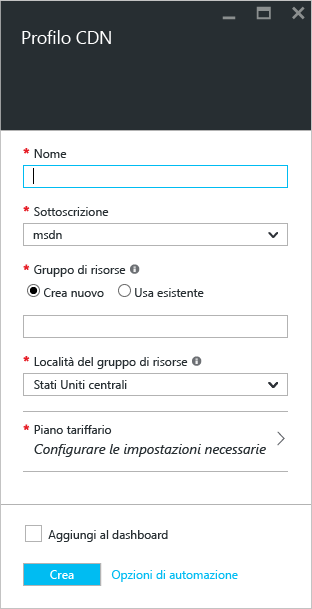 Profilo CDN
* Nome
* Sottoscrizione
msdn
* Gruppo di risorse
Crea nuovo Usa esistente
* Località del gruppo di risorse
Stati Uniti centrali
* Piano tariffario
Configurare le impostazioni necessarie
Aggiungi al dashboard
Crea Opzioni di automazione